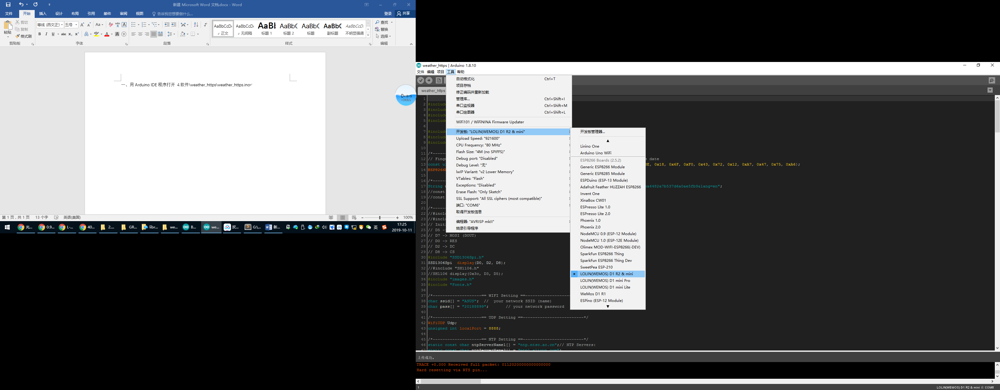 新建 Microsoft Word 文档.docx - Word
文件 开始 插入 设计 布局 引用 邮件 审阅 视图 告诉我您想要做什么... 登录 共享
粘贴 剪切
复制
格式刷
剪贴板
等线 (西文正 五号
字体
段落
AaBbCcDi AaBbCcDi AaBl AaBbC AaBbC AaBbC AaBbCcD.
正文 无间隔 标题 1 标题 2 标题 副标题 不明显强调
样式
查找
替换
选择
编辑
一、用 Arduino IDE 程序打开 4.软件\weather_https\weather_https.ino
0KB/s
+0KB/s
第 1 页，共 1 页 13 个字 英语(美国) 100%
光... 0.9... L-... 40... 2.... GR... libr... we... B... we... 欢... G:\... 新... 英
17:25
2019-10-11
weather_https | Arduino 1.8.10
文件 编辑 项目 工具 帮助
weather_https
自动格式化 Ctrl+T
项目存档
修正编码并重新加载
管理库... Ctrl+Shift+I
串口监视器 Ctrl+Shift+M
串口绘图器 Ctrl+Shift+L
WiFi101 / WiFiNINA Firmware Updater
开发板: "LOLIN(WEMOS) D1 R2 & mini"
Upload Speed: "921600"
CPU Frequency: "80 MHz"
Flash Size: "4M (no SPIFFS)"
Debug port: "Disabled"
Debug Level: "无"
lwIP Variant: "v2 Lower Memory"
VTables: "Flash"
Exceptions: "Disabled"
Erase Flash: "Only Sketch"
SSL Support: "All SSL ciphers (most compatible)"
端口: "COM6"
取得开发板信息
编程器: "AVRISP mkII"
烧录引导程序
开发板管理器...
Linino One
Arduino Uno WiFi
ESP8266 Boards (2.5.2)
Generic ESP8266 Module
Generic ESP8285 Module
ESPDuino (ESP-13 Module)
Adafruit Feather HUZZAH ESP8266
Invent One
XinaBox CW01
ESPresso Lite 1.0
ESPresso Lite 2.0
Phoenix 1.0
Phoenix 2.0
NodeMCU 0.9 (ESP-12 Module)
NodeMCU 1.0 (ESP-12E Module)
Olimex MOD-WIFI-ESP8266(-DEV)
SparkFun ESP8266 Thing
SparkFun ESP8266 Thing Dev
SweetPea ESP-210
LOLIN(WEMOS) D1 R2 & mini
LOLIN(WEMOS) D1 mini Pro
LOLIN(WEMOS) D1 mini Lite
WeMos D1 R1
ESPino (ESP-12 Module)
1
2 #include
3 #include
4 #include
5 #include
6
7 #include
8 #include
9 #include
10
11 /*------
12 // Fing s date
13 const u E, 0x18, 0x6F, 0xF0, 0x43, 0x72, 0x12, 0xA7, 0x47, 0x75, 0xA6};
14 ESP8266
15
16 /*-----
17 String ea4482a7b537d6a0ae5fb9&lang=en";
18 //const
19 //const
20
21 /*-----
22 //#incl
23 //#incl
24 // Init
25 // D5 -
26 // D7 -> MOSI (DOUT)
27 // D0 -> RES
28 // D2 -> DC
29 // D8 -> CS
30 #include "SSD1306Spi.h"
31 SSD1306Spi display(D0, D2, D8);
32 //#include "SH1106.h"
33 //SH1106 display(0x3c, D3, D5);
34 #include "images.h"
35 #include "Fonts.h"
36
37 /*--------------------== WIFI Setting ==-------------------
38 char ssid[] = "ASUS"; // your network SSID (name)
39 char pass[] = "20188899"; // your network password
40
41 /*--------------------== UDP Setting ==-------------------------*/
42 WiFiUDP Udp;
43 unsigned int localPort = 8888;
44
45 /*--------------------== NTP Setting ==-------------------------*/
46 static const char ntpServerName1[] = "ntp.ntsc.ac.cn";// NTP Servers:
47 static const char ntpServerName2[] = "ntp1.aliyun.com";
上传成功。
TRACE +0.000 Received full packet: 01120200000000000000
Hard resetting via RTS pin...
1 LOLIN(WEMOS) D1 R2 & mini 在 COM6